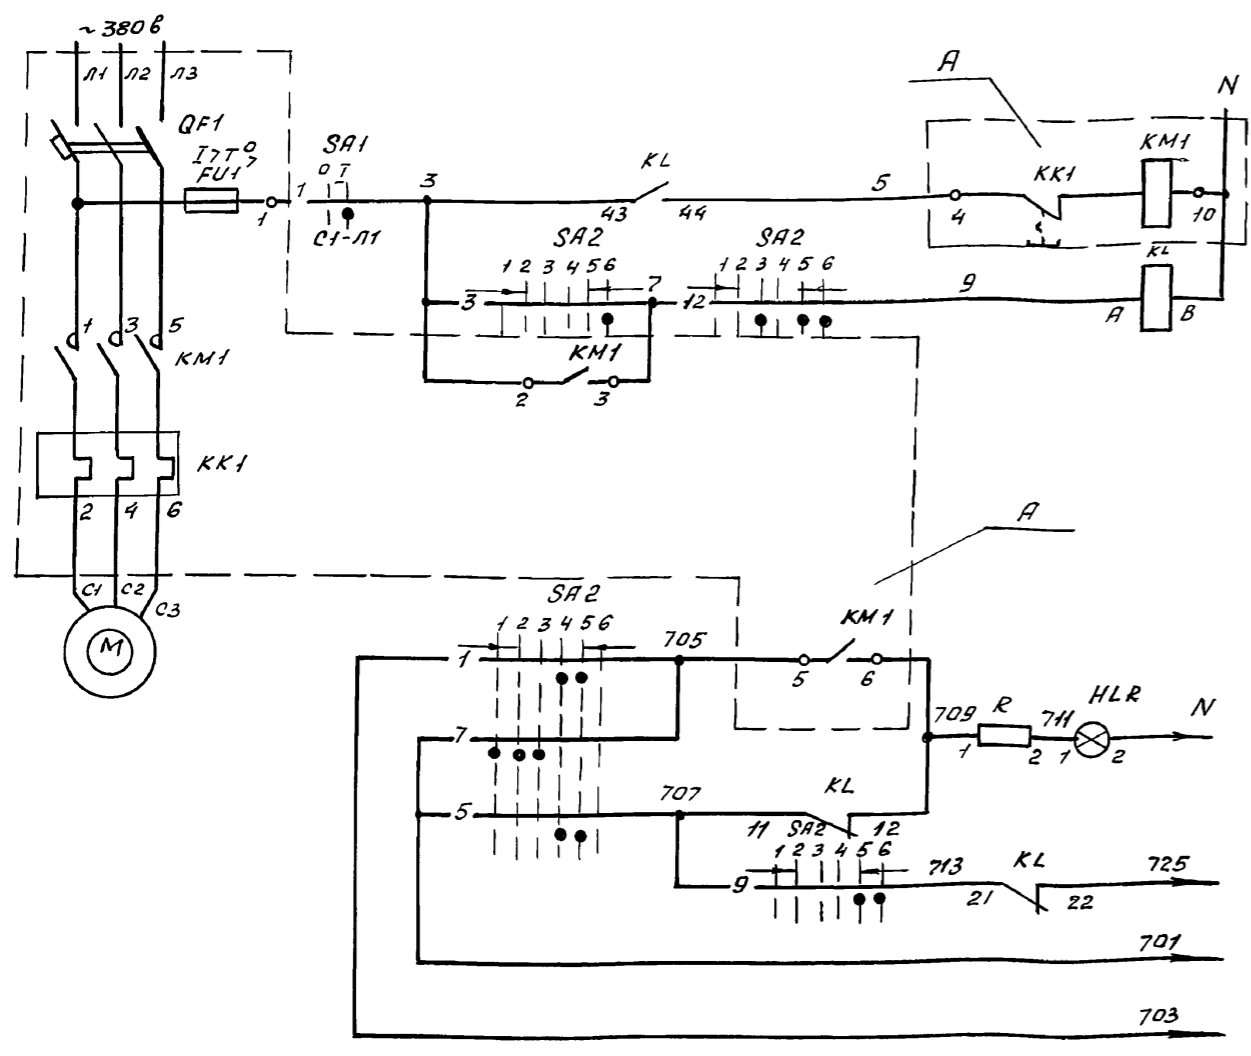 ~380в
Л1 Л2 Л3
QF1
I>T°>
FU1
1
1
SA1
0 T
С1-Л1
3
KL
43 44
5
A
N
4
KK1
KM1
10
SA2
1 2 3 4 5 6
3
7
SA2
1 2 3 4 5 6
12
9
KL
A B
KM1
2 3
1 3 5
KM1
KK1
2 4 6
C1 C2 C3
M
A
SA2
1 2 3 4 5 6
1
705
KM1
5 6
7
709
R
1 2
711
HLR
1 2
N
5
707
KL
11 12
SA2
1 2 3 4 5 6
9
713
KL
21 22
725
701
703